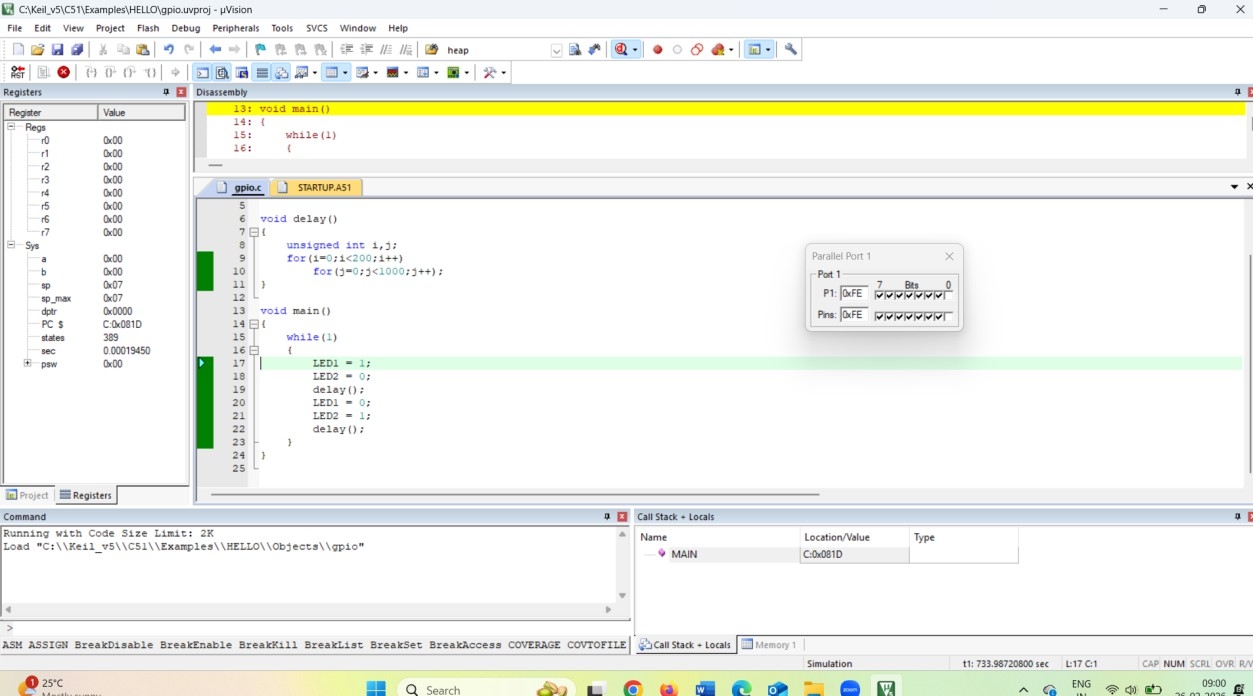 C:\Keil_v5\C51\Examples\HELLO\gpio.uvproj - µVision
File Edit View Project Flash Debug Peripherals Tools SVCS Window Help
heap
RST
Registers
Register Value
Regs
r0 0x00
r1 0x00
r2 0x00
r3 0x00
r4 0x00
r5 0x00
r6 0x00
r7 0x00
Sys
a 0x00
b 0x00
sp 0x07
sp_max 0x07
dptr 0x0000
PC $ C:0x081D
states 389
sec 0.00019450
psw 0x00
Project Registers
Disassembly
13: void main()
14: {
15: while(1)
16: {
gpio.c STARTUP.A51
5
6 void delay()
7 {
8 unsigned int i,j;
9 for(i=0;i<200;i++)
10 for(j=0;j<1000;j++);
11 }
12
13 void main()
14 {
15 while(1)
16 {
17 LED1 = 1;
18 LED2 = 0;
19 delay();
20 LED1 = 0;
21 LED2 = 1;
22 delay();
23 }
24 }
25
Parallel Port 1
Port 1
7 Bits 0
P1: 0xFE
Pins: 0xFE
Command
Running with Code Size Limit: 2K
Load "C:\\Keil_v5\\C51\\Examples\\HELLO\\Objects\\gpio"
>
ASM ASSIGN BreakDisable BreakEnable BreakKill BreakList BreakSet BreakAccess COVERAGE COVTOFILE
Call Stack + Locals
Name Location/Value Type
MAIN C:0x081D
Call Stack + Locals Memory 1
Simulation t1: 733.98720800 sec L:17 C:1 CAP NUM SCRL OVR R/W
1 25°C
Mostly sunny
Search
zoom
ENG
IN
09:00
26-02-2026